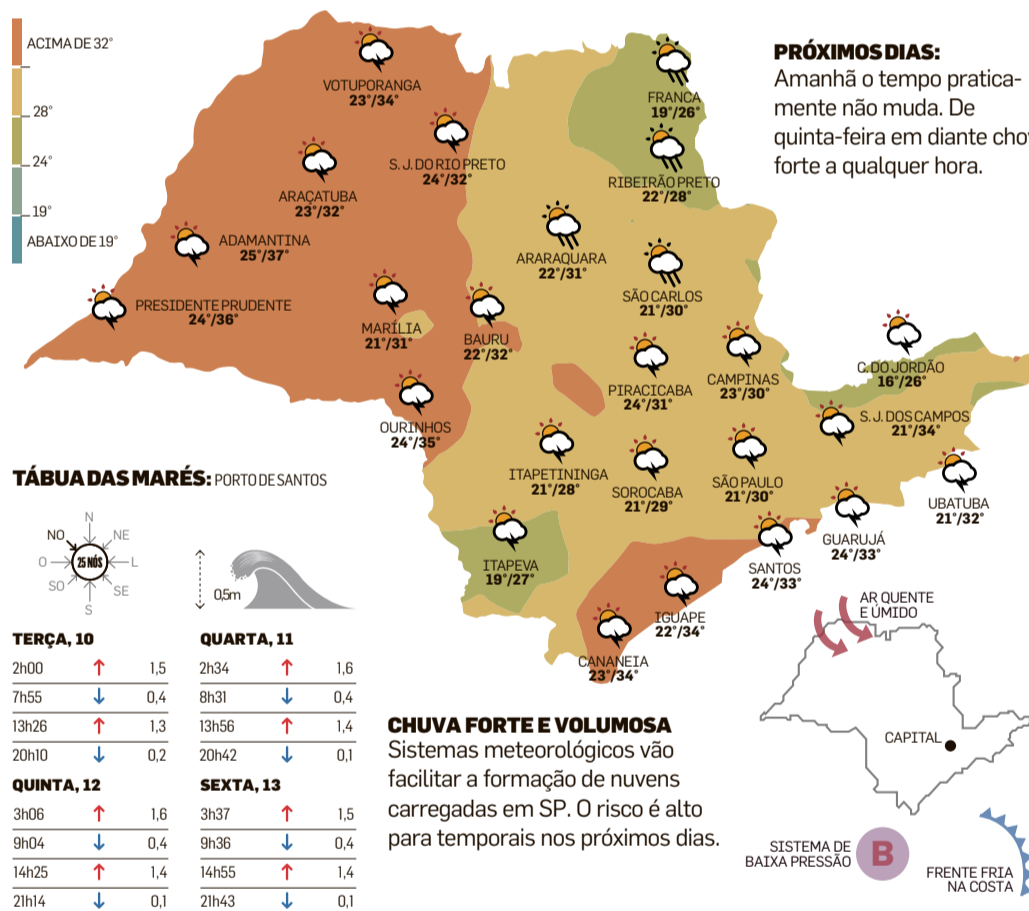 ACIMA DE 32°
28°
24°
19°
ABAIXO DE 19°
VOTUPORANGA
23°/34°
S. J. DO RIO PRETO
24°/32°
ARAÇATUBA
23°/32°
ADAMANTINA
25°/37°
PRESIDENTE PRUDENTE
24°/36°
MARÍLIA
21°/31°
BAURU
22°/32°
OURINHOS
24°/35°
FRANCA
19°/26°
RIBEIRÃO PRETO
22°/28°
ARARAQUARA
22°/31°
SÃO CARLOS
21°/30°
PIRACICABA
24°/31°
CAMPINAS
23°/30°
C. DO JORDÃO
16°/26°
S. J. DOS CAMPOS
21°/34°
ITAPETININGA
21°/28°
SOROCABA
21°/29°
SÃO PAULO
21°/30°
UBATUBA
21°/32°
GUARUJÁ
24°/33°
SANTOS
24°/33°
ITAPEVA
19°/27°
IGUAPE
22°/34°
CANANEIA
23°/34°
PRÓXIMOS DIAS:
Amanhã o tempo pratica-
mente não muda. De
quinta-feira em diante
forte a qualquer hora.
TÁBUA DAS MARÉS: PORTO DE SANTOS
N
NO NE
O 25 NÓS L
SO SE
S
0,5m
TERÇA, 10
2h00 ↑ 1,5
7h55 ↓ 0,4
13h26 ↑ 1,3
20h10 ↓ 0,2
QUARTA, 11
2h34 ↑ 1,6
8h31 ↓ 0,4
13h56 ↑ 1,4
20h42 ↓ 0,1
QUINTA, 12
3h06 ↑ 1,6
9h04 ↓ 0,4
14h25 ↑ 1,4
21h14 ↓ 0,1
SEXTA, 13
3h37 ↑ 1,5
9h36 ↓ 0,4
14h55 ↑ 1,4
21h43 ↓ 0,1
CHUVA FORTE E VOLUMOSA
Sistemas meteorológicos vão
facilitar a formação de nuvens
carregadas em SP. O risco é alto
para temporais nos próximos dias.
AR QUENTE
E ÚMIDO
CAPITAL
SISTEMA DE
BAIXA PRESSÃO
B
FRENTE FRIA
NA COSTA